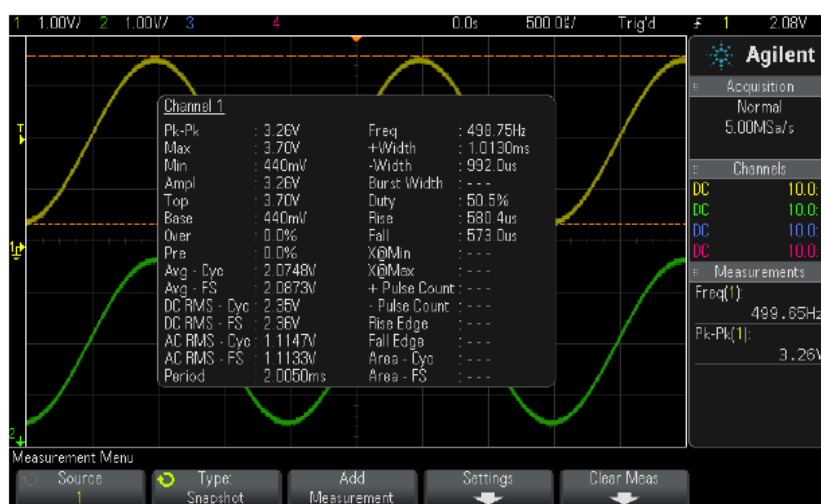 1 1.00V/ 2 1.00V/ 3 4 0.0s 500.0 Trig'd 1 2.08V
Agilent
Acquisition
Normal
5.00MSa/s
Channels
DC 10.0:
DC 10.0:
DC 10.0:
DC 10.0:
Measurements
Freq(1):
499.65Hz
Pk-Pk(1):
3.26V
T
1
2
Channel 1
Pk-Pk : 3.26V Freq : 498.75Hz
Max : 3.70V +Width : 1.0130ms
Min : 440mV -Width : 992.0us
Ampl : 3.26V Burst Width : ---
Top : 3.70V Duty : 50.5%
Base : 440mV Rise : 580.4us
Over : 0.0% Fall : 573.0us
Pre : 0.0% X@Min : ---
Avg - Cyc : 2.0748V X@Max : ---
Avg - FS : 2.0873V + Pulse Count : ---
DC RMS - Cyc : 2.35V - Pulse Count : ---
DC RMS - FS : 2.36V Rise Edge : ---
AC RMS - Cyc : 1.1147V Fall Edge : ---
AC RMS - FS : 1.1133V Area - Cyc : ---
Period : 2.0050ms Area - FS : ---
Measurement Menu
Source
1
Type:
Snapshot
Add
Measurement
Settings
Clear Meas